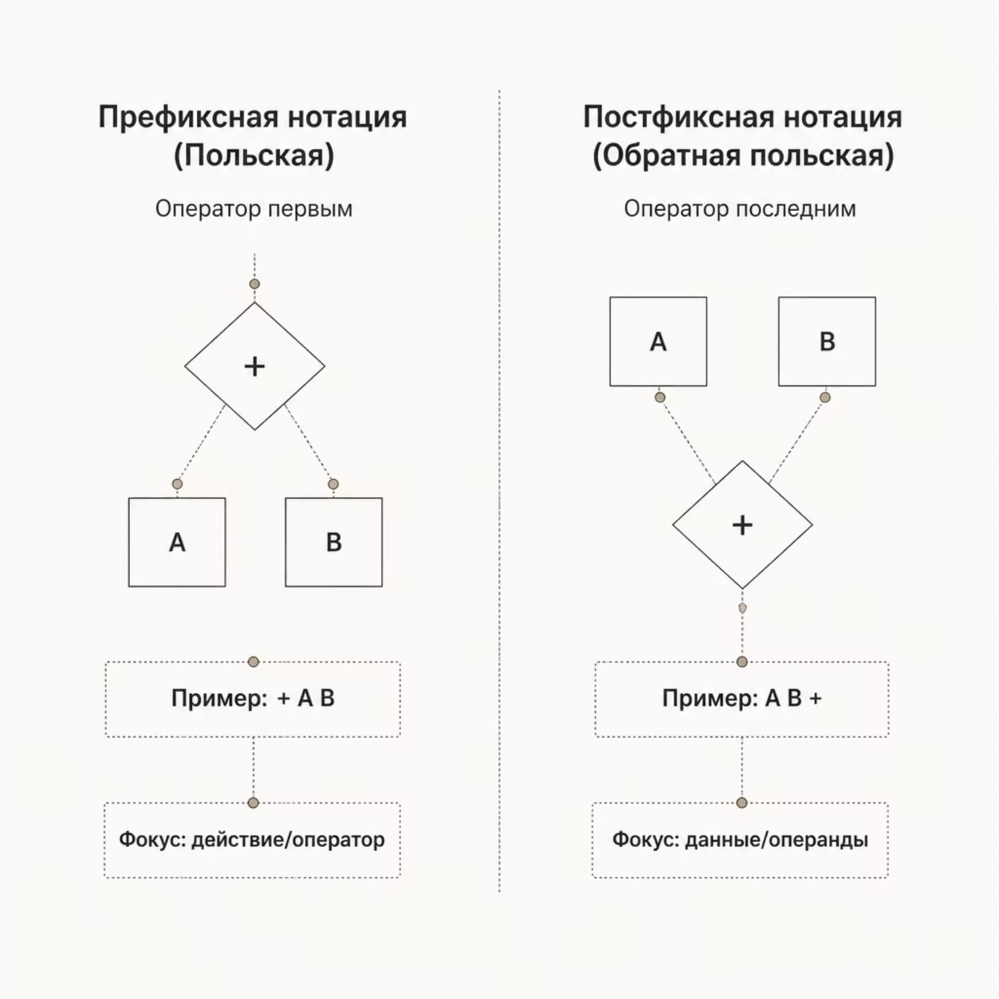 Префиксная нотация
(Польская)
Оператор первым
+
A
B
Пример: + A B
Фокус: действие/оператор
Постфиксная нотация
(Обратная польская)
Оператор последним
A
B
+
Пример: A B +
Фокус: данные/операнды